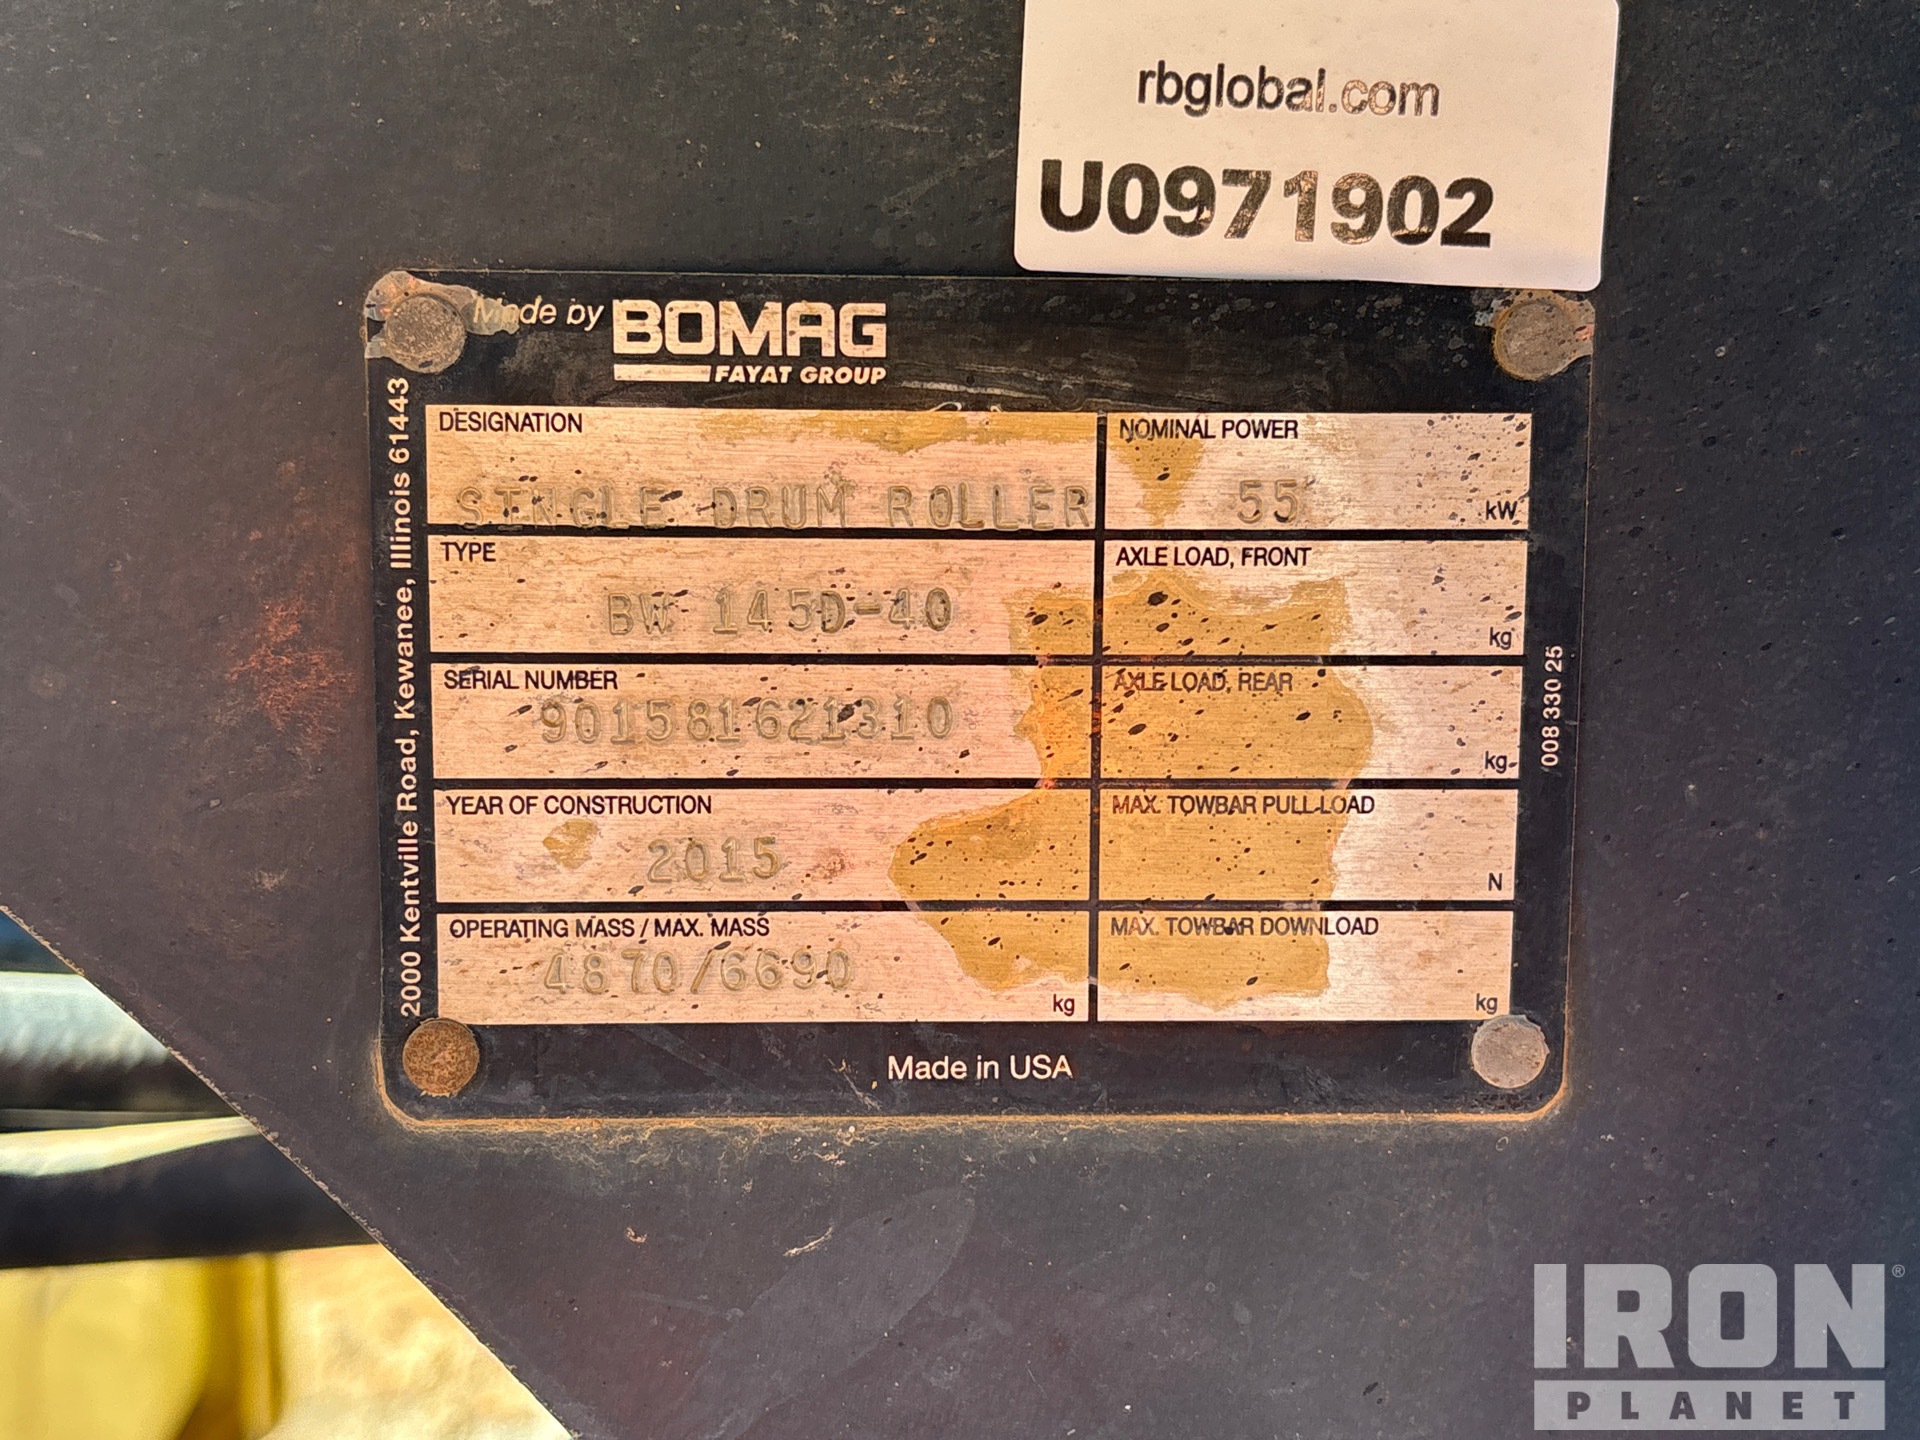 rbglobal.com
U0971902
Made by BOMAG
FAYAT GROUP
2000 Kentville Road, Kewanee, Illinois 61443
DESIGNATION
SINGLE DRUM ROLLER
NOMINAL POWER
55 kW
TYPE
BW 145D-40
AXLE LOAD, FRONT
kg
SERIAL NUMBER
901581621310
AXLE LOAD, REAR
kg
YEAR OF CONSTRUCTION
2015
MAX. TOWBAR PULL-LOAD
N
OPERATING MASS / MAX. MASS
4870/6690 kg
MAX. TOWBAR DOWNLOAD
kg
008 330 25
Made in USA
IRON ®
PLANET